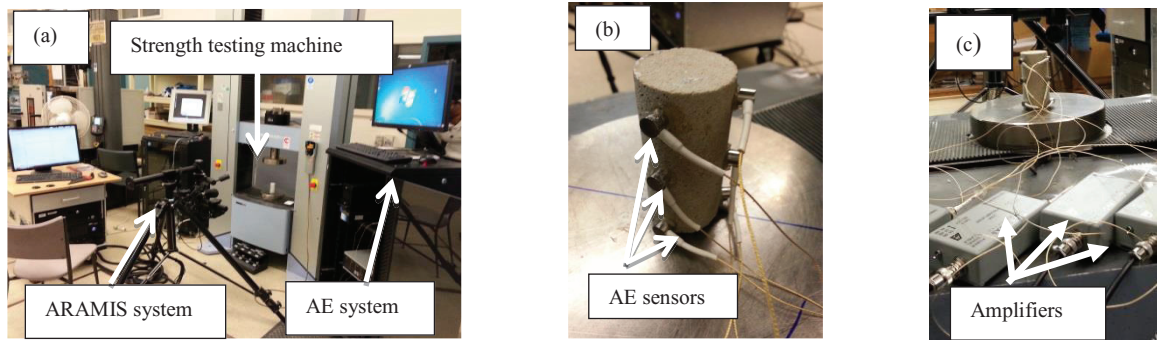 (a)
Strength testing machine
ARAMIS system
AE system
(b)
AE sensors
(c)
Amplifiers